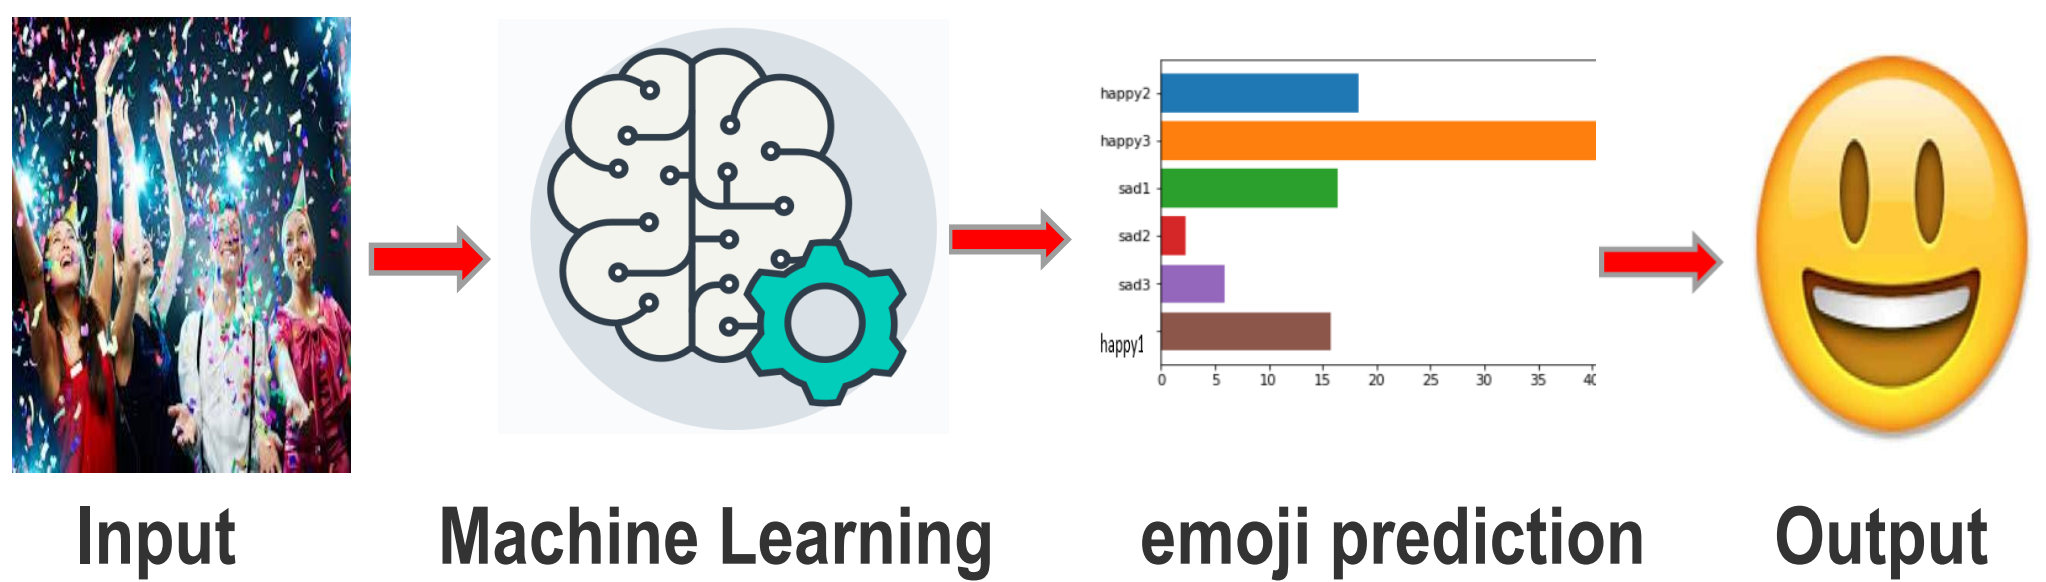 happy2
happy3
sad1
sad2
sad3
happy1
0 5 10 15 20 25 30 35 40
Input
Machine Learning
emoji prediction
Output